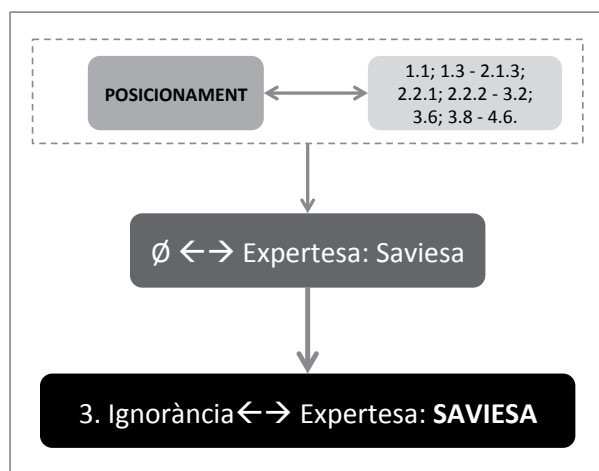 POSICIONAMENT
1.1; 1.3 - 2.1.3;
2.2.1; 2.2.2 - 3.2;
3.6; 3.8 - 4.6.
Ø ←→ Expertesa: Saviesa
3. Ignorància←→ Expertesa: SAVIESA